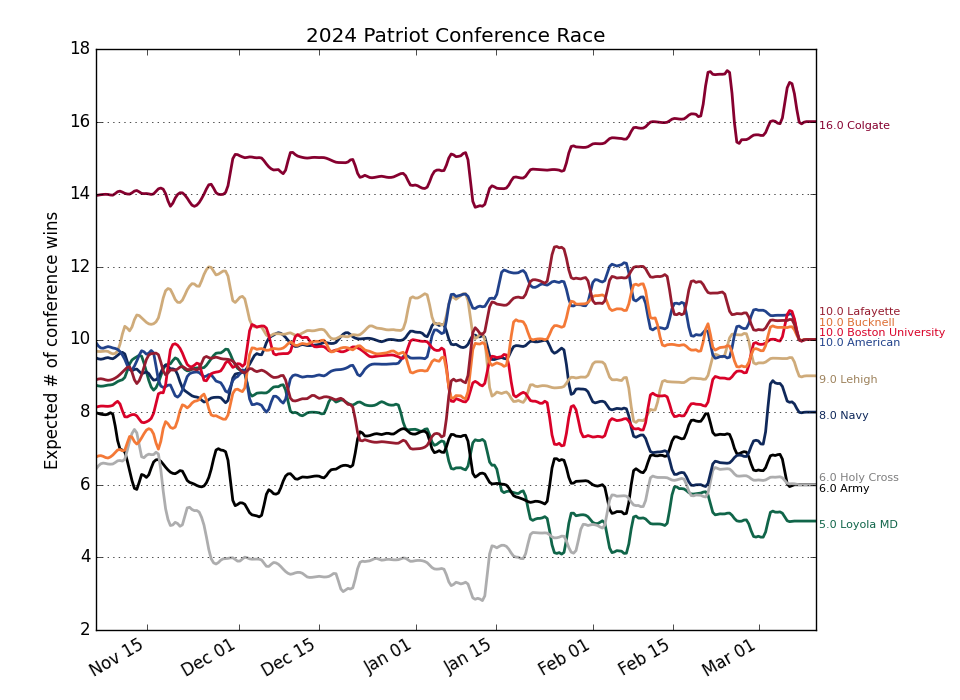 2024 Patriot Conference Race
Expected # of conference wins
18
16
14
12
10
8
6
4
2
Nov 15
Dec 01
Dec 15
Jan 01
Jan 15
Feb 01
Feb 15
Mar 01
16.0 Colgate
10.0 Lafayette
10.0 Bucknell
10.0 Boston University
10.0 American
9.0 Lehigh
8.0 Navy
6.0 Holy Cross
6.0 Army
5.0 Loyola MD